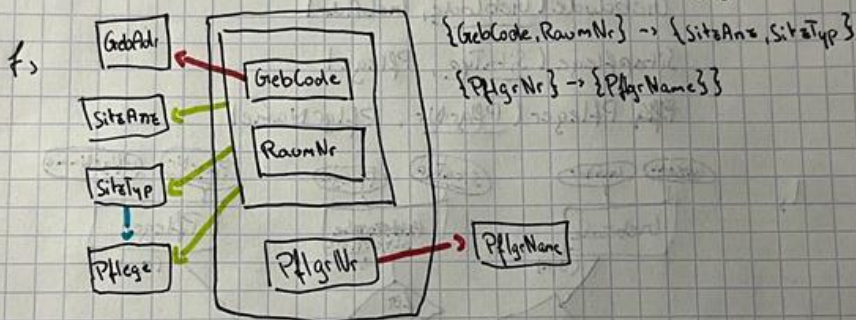 f,
GebAdr
SitzAnz
SitzTyp
Pflege
GebCode
RaumNr
PflgrNr
PflgrName
{GebCode, RaumNr} -> {SitzAnz, SitzTyp}
{PflgrNr} -> {PflgrName}}